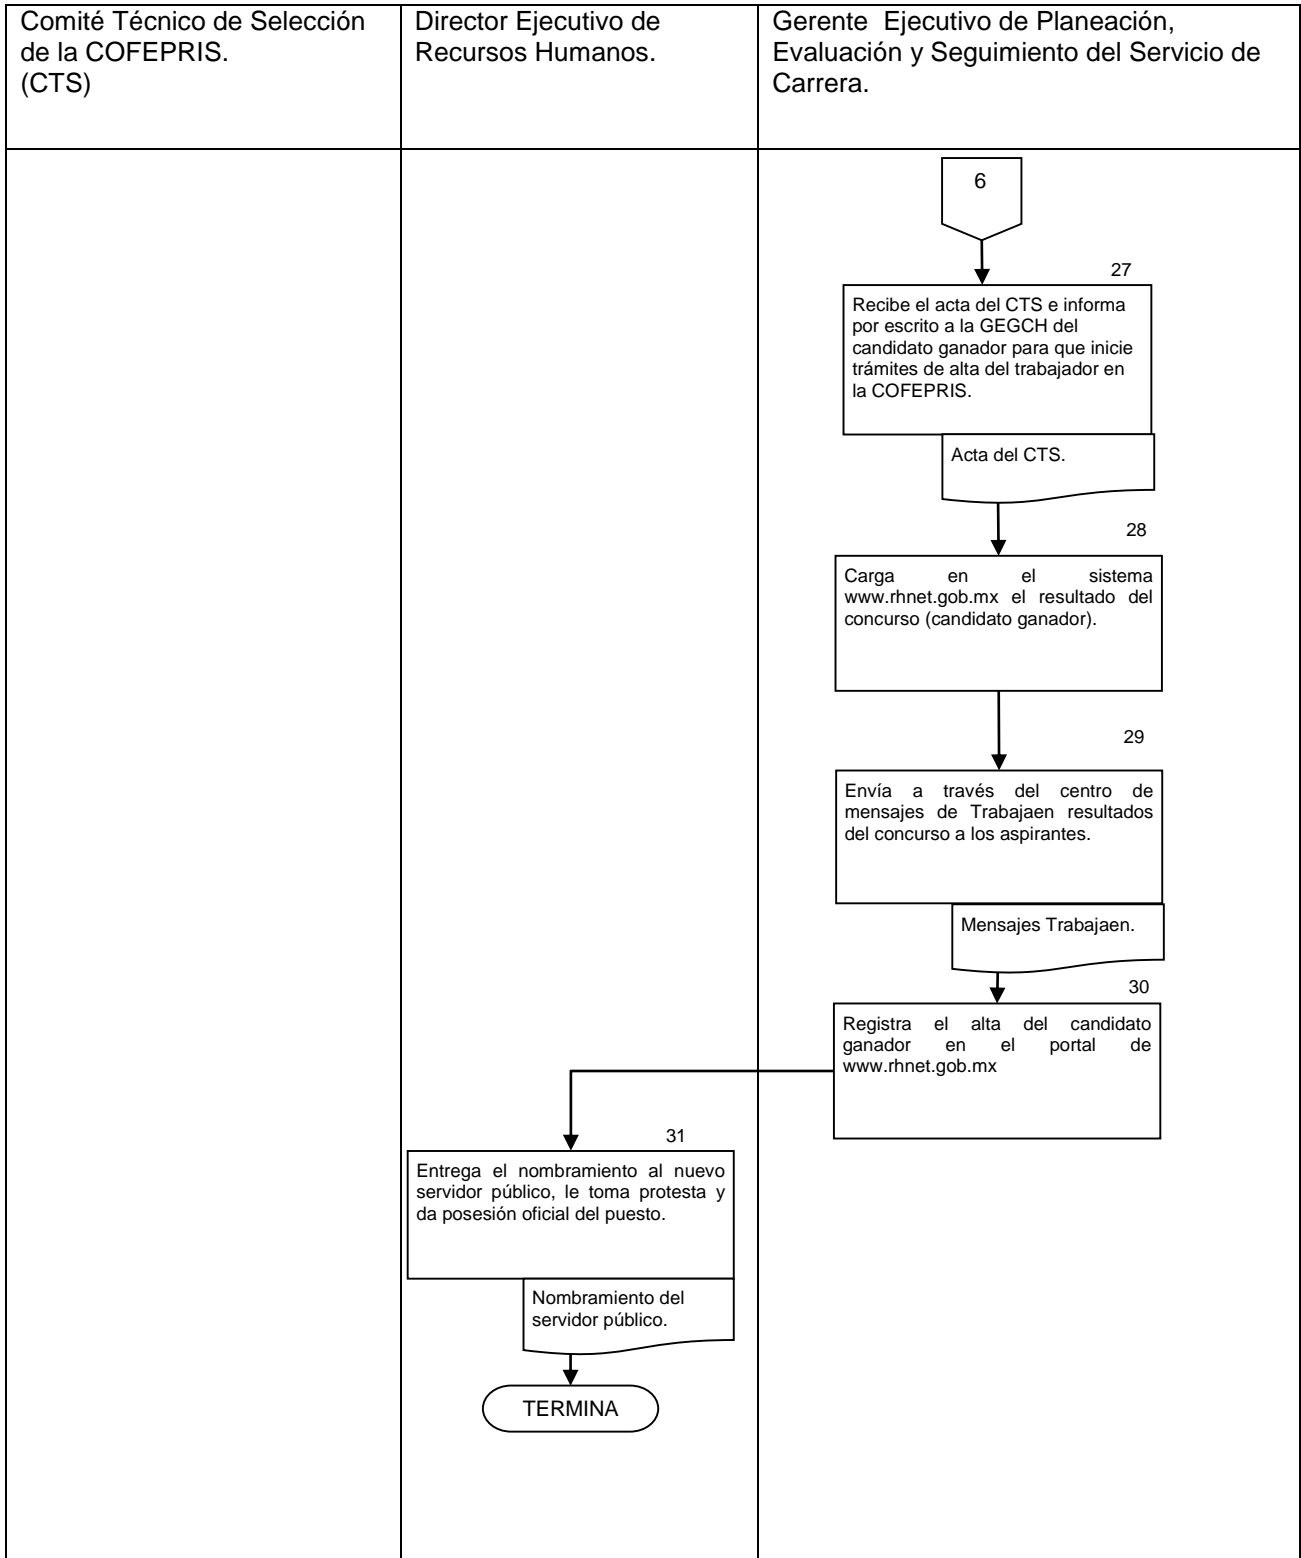 Comité Técnico de Selección
de la COFEPRIS.
(CTS)
Director Ejecutivo de
Recursos Humanos.
Gerente  Ejecutivo de Planeación,
Evaluación y Seguimiento del Servicio de
Carrera.
6
27
Recibe el acta del CTS e informa
por escrito a la GEGCH del
candidato ganador para que inicie
trámites de alta del trabajador en
la COFEPRIS.
Acta del CTS.
28
Carga en el sistema
www.rhnet.gob.mx el resultado del
concurso (candidato ganador).
29
Envía a través del centro de
mensajes de Trabajaen resultados
del concurso a los aspirantes.
Mensajes Trabajaen.
30
Registra el alta del candidato
ganador en el portal de
www.rhnet.gob.mx
31
Entrega el nombramiento al nuevo
servidor público, le toma protesta y
da posesión oficial del puesto.
Nombramiento del
servidor público.
TERMINA